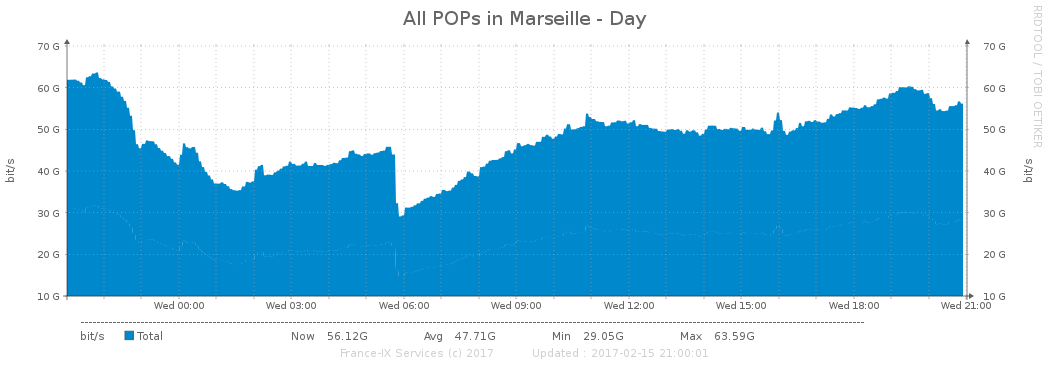 All POPs in Marseille - Day
RRDTOOL / TOBI OETIKER
70 G 70 G
60 G 60 G
50 G 50 G
40 G 40 G
30 G 30 G
20 G 20 G
10 G 10 G
bit/s bit/s
Wed 00:00 Wed 03:00 Wed 06:00 Wed 09:00 Wed 12:00 Wed 15:00 Wed 18:00 Wed 21:00
bit/s Total Now 56.12G Avg 47.71G Min 29.05G Max 63.59G
France-IX Services (c) 2017 Updated : 2017-02-15 21:00:01